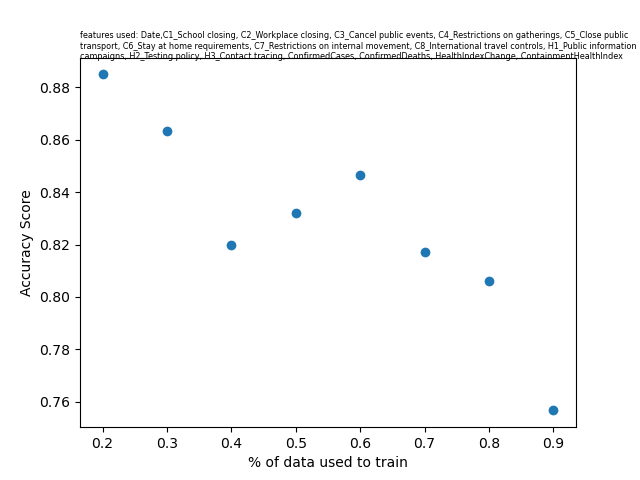 features used: Date,C1_School closing, C2_Workplace closing, C3_Cancel public events, C4_Restrictions on gatherings, C5_Close public
transport, C6_Stay at home requirements, C7_Restrictions on internal movement, C8_International travel controls, H1_Public information
campaigns, H2_Testing policy, H3_Contact tracing, ConfirmedCases, ConfirmedDeaths, HealthIndexChange, ContainmentHealthIndex
0.88
0.86
0.84
0.82
0.80
0.78
0.76
Accuracy Score
0.2 0.3 0.4 0.5 0.6 0.7 0.8 0.9
% of data used to train